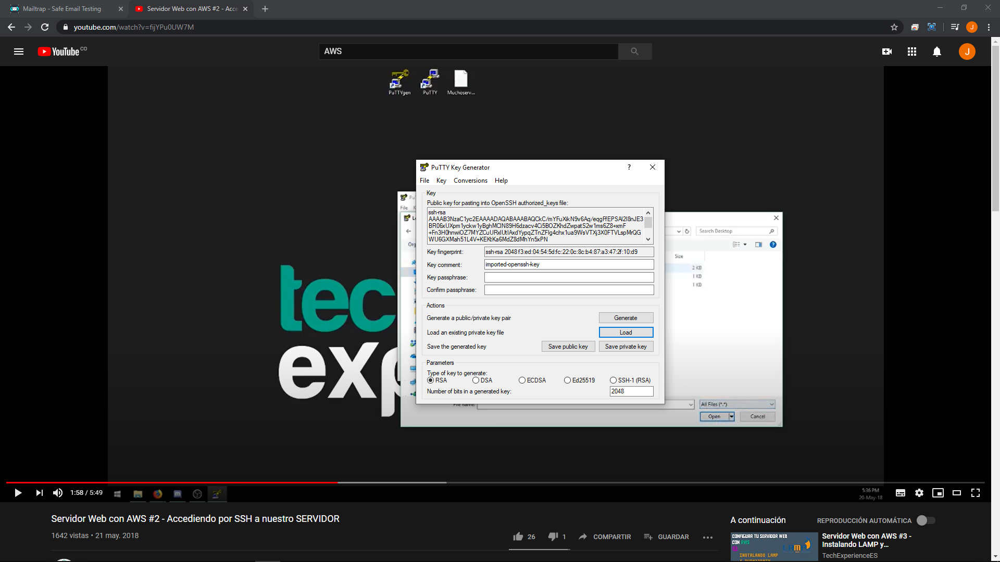 Mailtrap - Safe Email Testing
Servidor Web con AWS #2 - Acce
youtube.com/watch?v=fijYPu0UW7M
J
YouTube CO
AWS
J
PuTTYgen
PuTTY
Muchoserv...
PuTTY Key Generator
?
File Key Conversions Help
Key
Public key for pasting into OpenSSH authorized_keys file:
ssh-rsa
AAAAB3NzaC1yc2EAAAADAQABAAABAQCkC/mYFuXikN9v6Aq/eqgFfEPSAI2I8nJE3
BR06xUXpm1yckw1yBghMClN89H6dzacv4Ci5BOZKhdZwpatS2w1ms6Z8+xmF
+Fn3H0hnwiOZ7MYZCuURxlUtIAxdYypqZTnZFIg4chx1ua9WsVTXj3X0FTVLspMrQG
WU6GXMah51L4V+KEKtKa6MdZ8dMhYn5xPN
Key fingerprint: ssh-rsa 2048 f3:ed:04:54:5d:fc:22:0c:8c:b4:87:a3:47:2f:10:d9
Key comment: imported-openssh-key
Key passphrase:
Confirm passphrase:
Actions
Generate a public/private key pair Generate
Load an existing private key file Load
Save the generated key Save public key Save private key
Parameters
Type of key to generate:
RSA DSA ECDSA Ed25519 SSH-1 (RSA)
Number of bits in a generated key: 2048
Pu
File
Search Desktop
Org
Size
2 KB
1 KB
1 KB
File name:
All Files (*.*)
Open Cancel
tec
exp
1:58 / 5:49
5:36 PM
20-May-18
Servidor Web con AWS #2 - Accediendo por SSH a nuestro SERVIDOR
1642 vistas • 21 may. 2018
26
1
COMPARTIR
GUARDAR
A continuación
REPRODUCCIÓN AUTOMÁTICA
CONFIGURA TU SERVIDOR WEB
CON AWS
LAMP
INSTALANDO LAMP
Servidor Web con AWS #3 -
Instalando LAMP y...
TechExperienceES